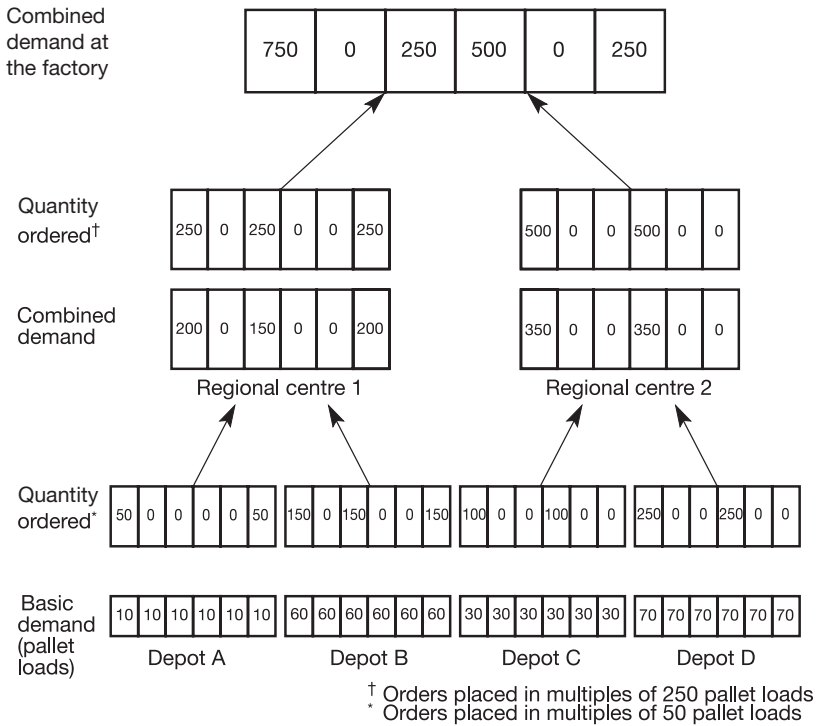 Combined
demand at
the factory
750 0 250 500 0 250
Quantity
ordered†
250 0 250 0 0 250
500 0 0 500 0 0
Combined
demand
200 0 150 0 0 200
350 0 0 350 0 0
Regional centre 1
Regional centre 2
Quantity
ordered*
50 0 0 0 0 50
150 0 150 0 0 150
100 0 0 100 0 0
250 0 0 250 0 0
Basic
demand
(pallet
loads)
10 10 10 10 10 10
60 60 60 60 60 60
30 30 30 30 30 30
70 70 70 70 70 70
Depot A
Depot B
Depot C
Depot D
† Orders placed in multiples of 250 pallet loads
* Orders placed in multiples of 50 pallet loads